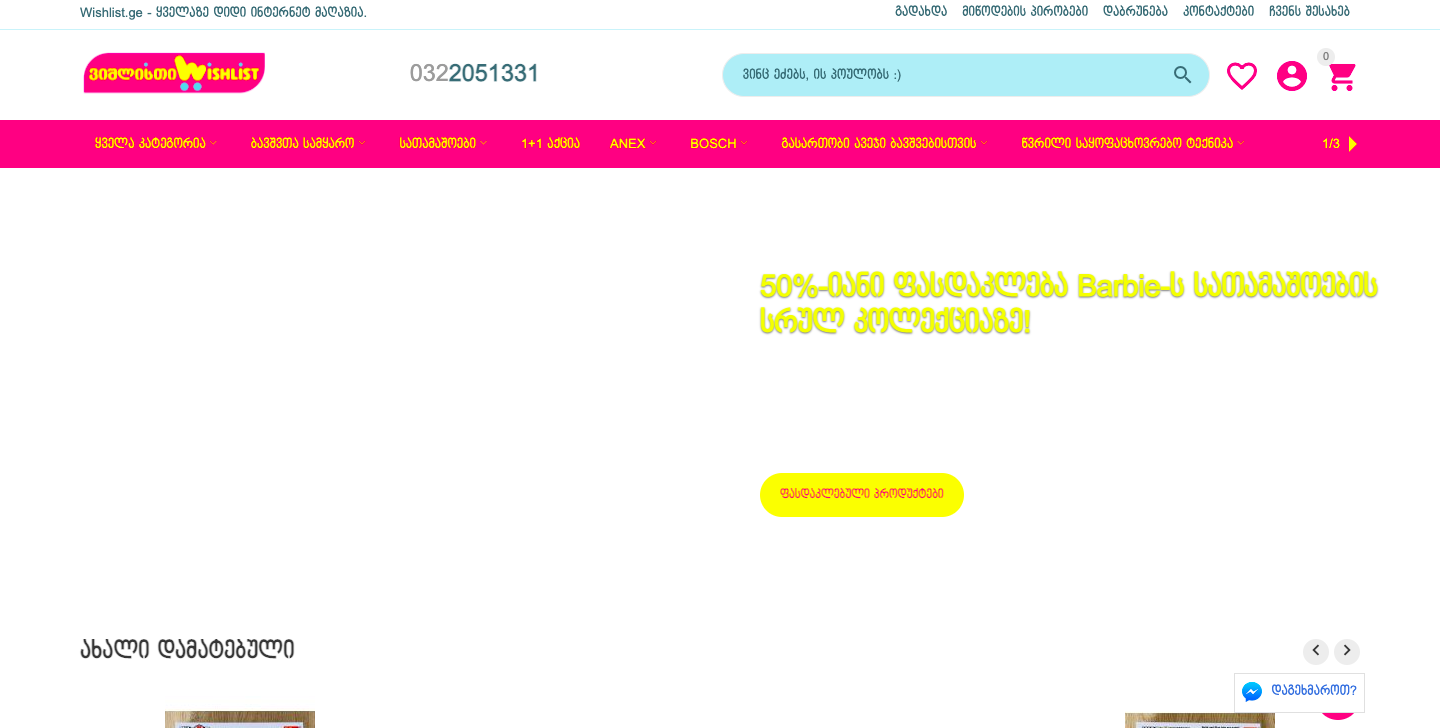 Wishlist.ge - ყველაზე დიდი ინტერნეტ მაღაზია.
გადახდა მიწოდების პირობები დაბრუნება კონტაქტები ჩვენს შესახებ
ვიშლისთი WISHLIST
0322051331
ვინც ეძებს, ის პოულობს :)
0
ყველა კატეგორია ბავშვთა სამყარო სათამაშოები 1+1 აქცია ANEX BOSCH გასართობი ავეჯი ბავშვებისთვის წვრილი საყოფაცხოვრებო ტექნიკა 1/3
50%-იანი ფასდაკლება Barbie-ს სათამაშოების
სრულ კოლექციაზე!
ფასდაკლებული პროდუქტები
ახალი დამატებული
დაგეხმაროთ?